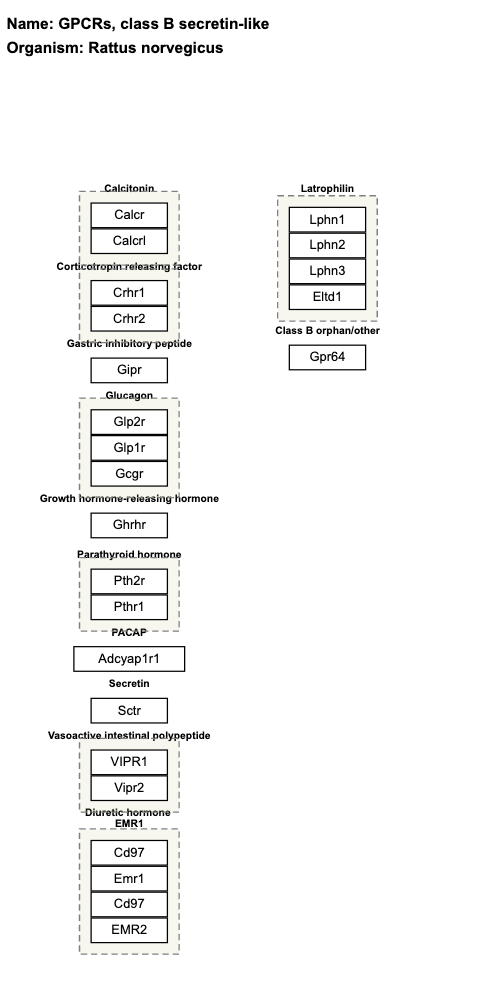 Name: GPCRs, class B secretin-like
Organism: Rattus norvegicus
Calcitonin
Calcr
Calcrl
Corticotropin releasing factor
Crhr1
Crhr2
Gastric inhibitory peptide
Gipr
Glucagon
Glp2r
Glp1r
Gcgr
Growth hormone-releasing hormone
Ghrhr
Parathyroid hormone
Pth2r
Pthr1
PACAP
Adcyap1r1
Secretin
Sctr
Vasoactive intestinal polypeptide
VIPR1
Vipr2
Diuretic hormone
EMR1
Cd97
Emr1
Cd97
EMR2
Latrophilin
Lphn1
Lphn2
Lphn3
Eltd1
Class B orphan/other
Gpr64